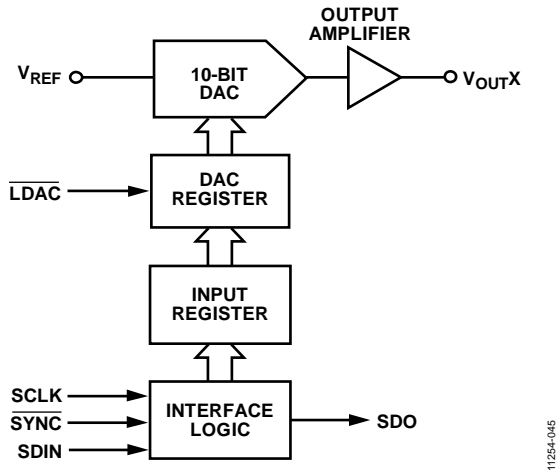 OUTPUT
AMPLIFIER
VREF
10-BIT
DAC
VOUTX
LDAC
DAC
REGISTER
INPUT
REGISTER
SCLK
SYNC
SDIN
INTERFACE
LOGIC
SDO
11254-045